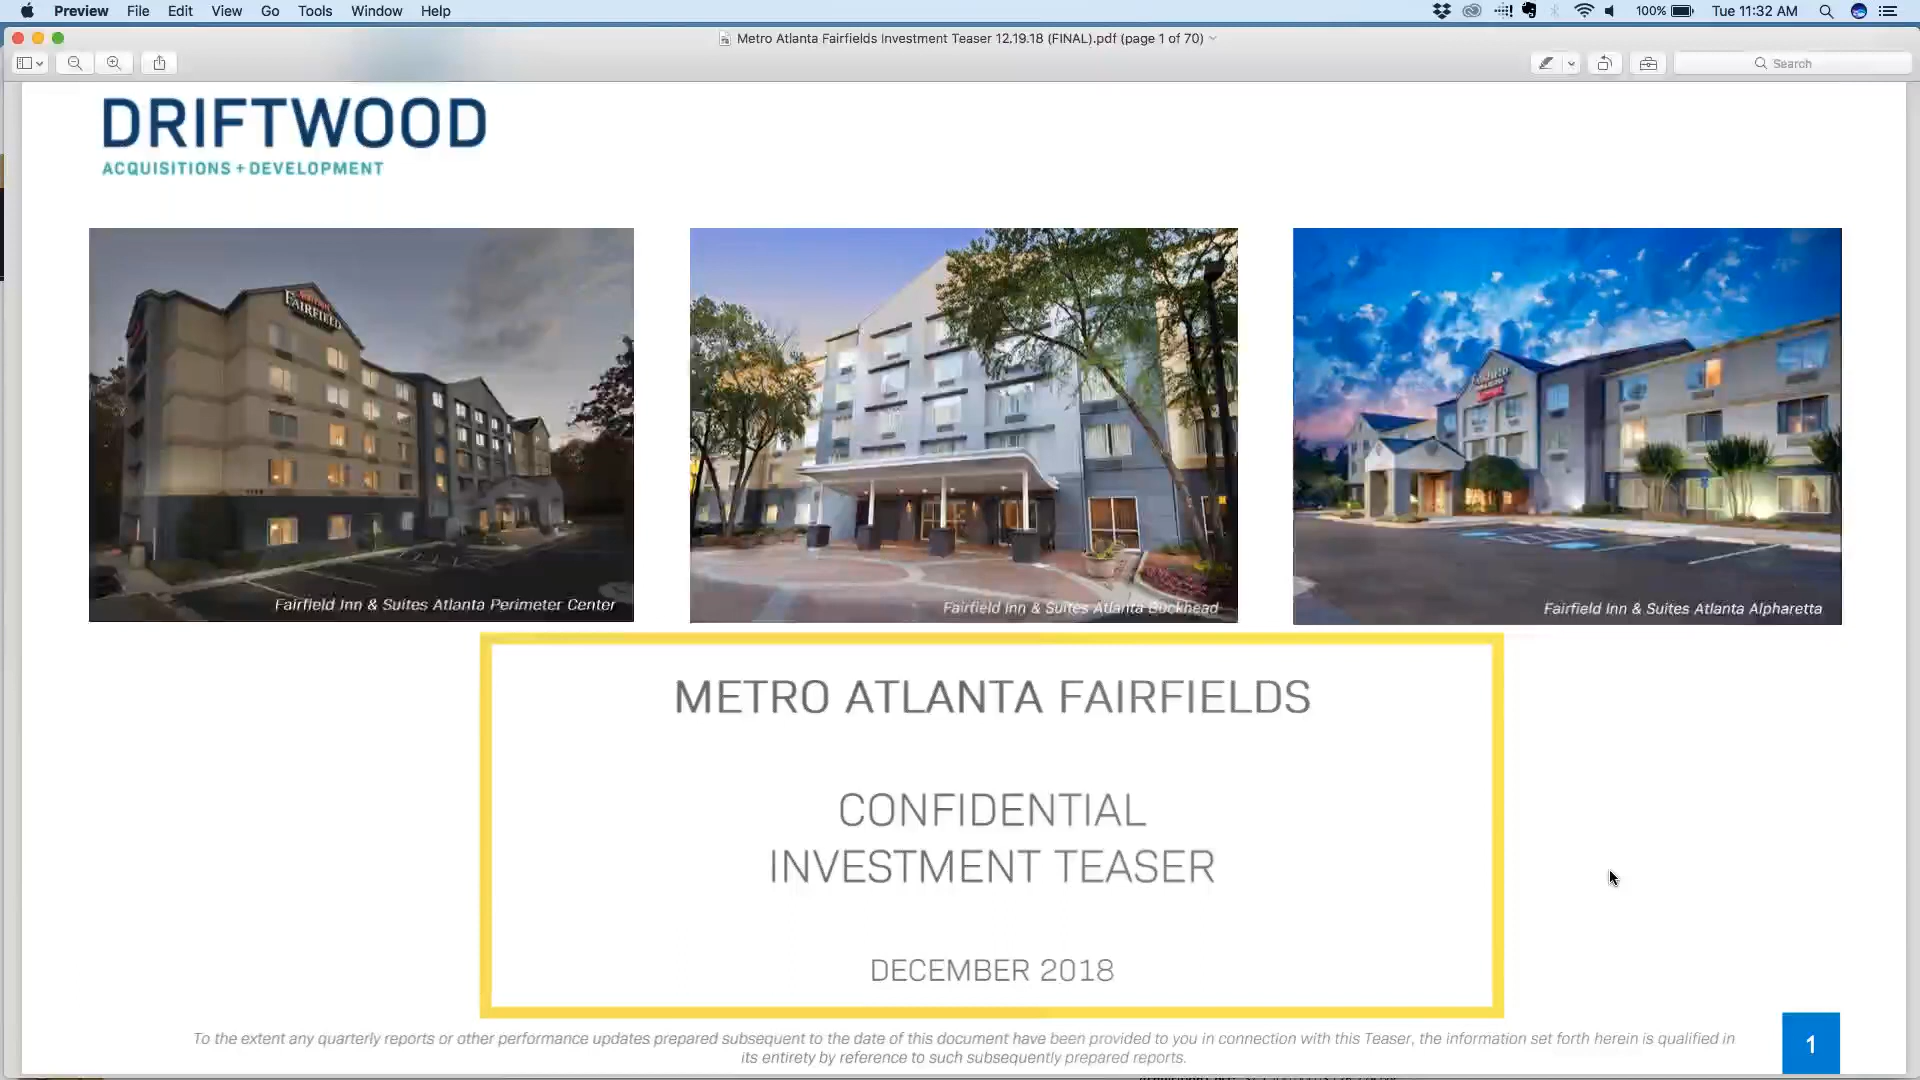 Preview File Edit View Go Tools Window Help
100% Tue 11:32 AM
Metro Atlanta Fairfields Investment Teaser 12.19.18 (FINAL).pdf (page 1 of 70)
Search
DRIFTWOOD
ACQUISITIONS + DEVELOPMENT
FAIRFIELD
Fairfield Inn & Suites Atlanta Perimeter Center
Fairfield Inn & Suites Atlanta Buckhead
Fairfield Inn & Suites Atlanta Alpharetta
METRO ATLANTA FAIRFIELDS
CONFIDENTIAL
INVESTMENT TEASER
DECEMBER 2018
To the extent any quarterly reports or other performance updates prepared subsequent to the date of this document have been provided to you in connection with this Teaser, the information set forth herein is qualified in
its entirety by reference to such subsequently prepared reports.
1